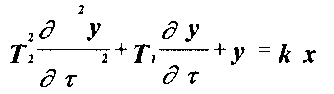 T₂² ∂²y/∂τ² + T₁ ∂y/∂τ + y = k x